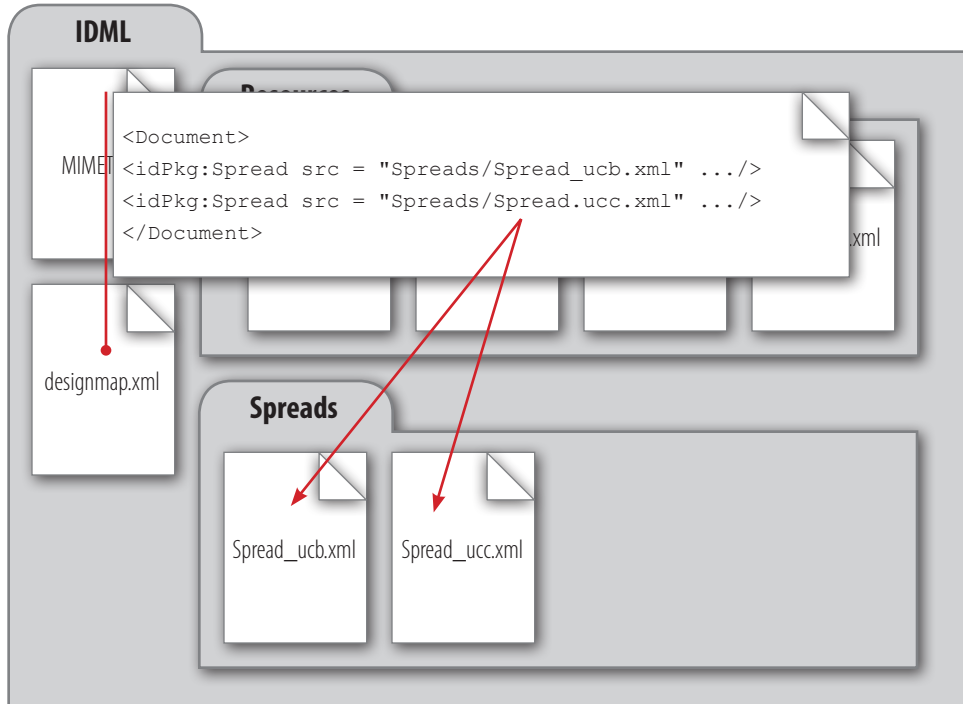 IDML
<Document>
<idPkg:Spread src = "Spreads/Spread_ucb.xml" .../>
<idPkg:Spread src = "Spreads/Spread.ucc.xml" .../>
</Document>
MIMET
.xml
designmap.xml
Spreads
Spread_ucb.xml
Spread_ucc.xml